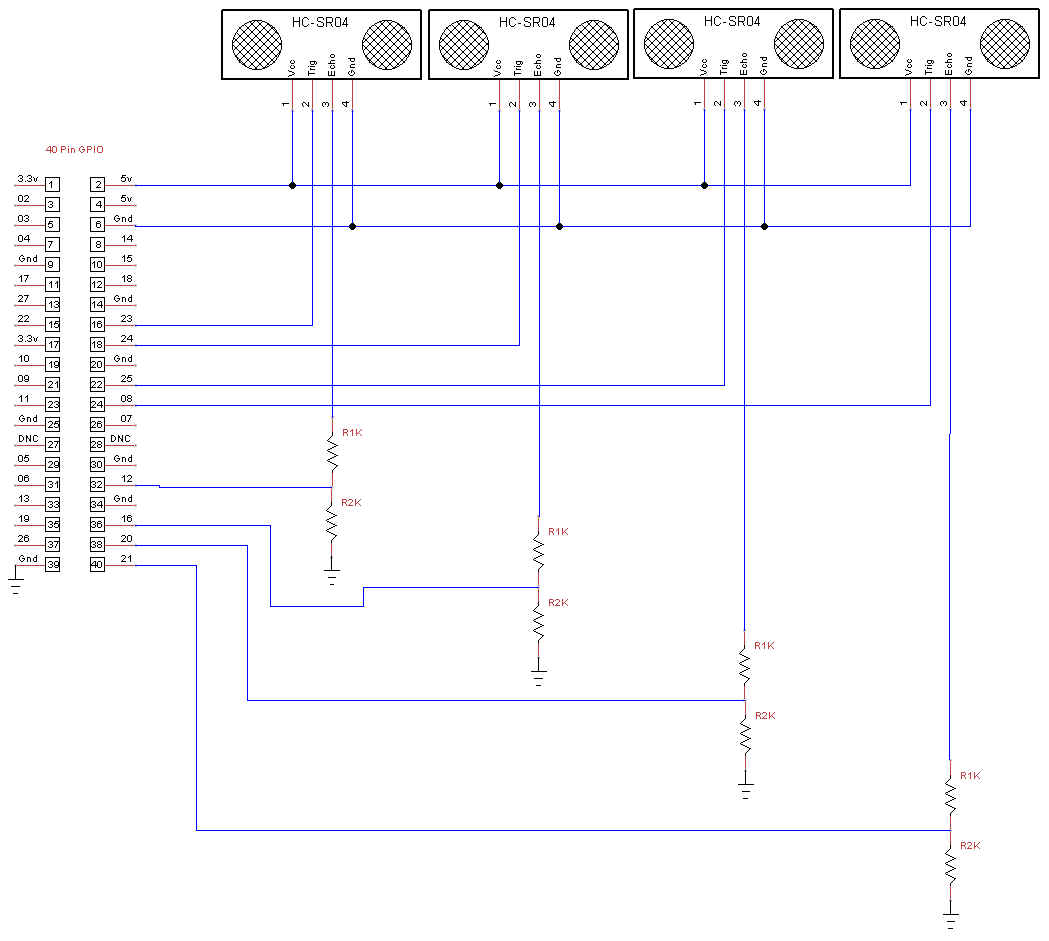 HC-SR04 HC-SR04 HC-SR04 HC-SR04
Vcc Trig Echo Gnd Vcc Trig Echo Gnd Vcc Trig Echo Gnd Vcc Trig Echo Gnd
1 2 3 4 1 2 3 4 1 2 3 4 1 2 3 4
40 Pin GPIO
3.3v 1 2 5v
02 3 4 5v
03 5 6 Gnd
04 7 8 14
Gnd 9 10 15
17 11 12 18
27 13 14 Gnd
22 15 16 23
3.3v 17 18 24
10 19 20 Gnd
09 21 22 25
11 23 24 08
Gnd 25 26 07
DNC 27 28 DNC
05 29 30 Gnd
06 31 32 12
13 33 34 Gnd
19 35 36 16
26 37 38 20
Gnd 39 40 21
R1K
R2K
R1K
R2K
R1K
R2K
R1K
R2K